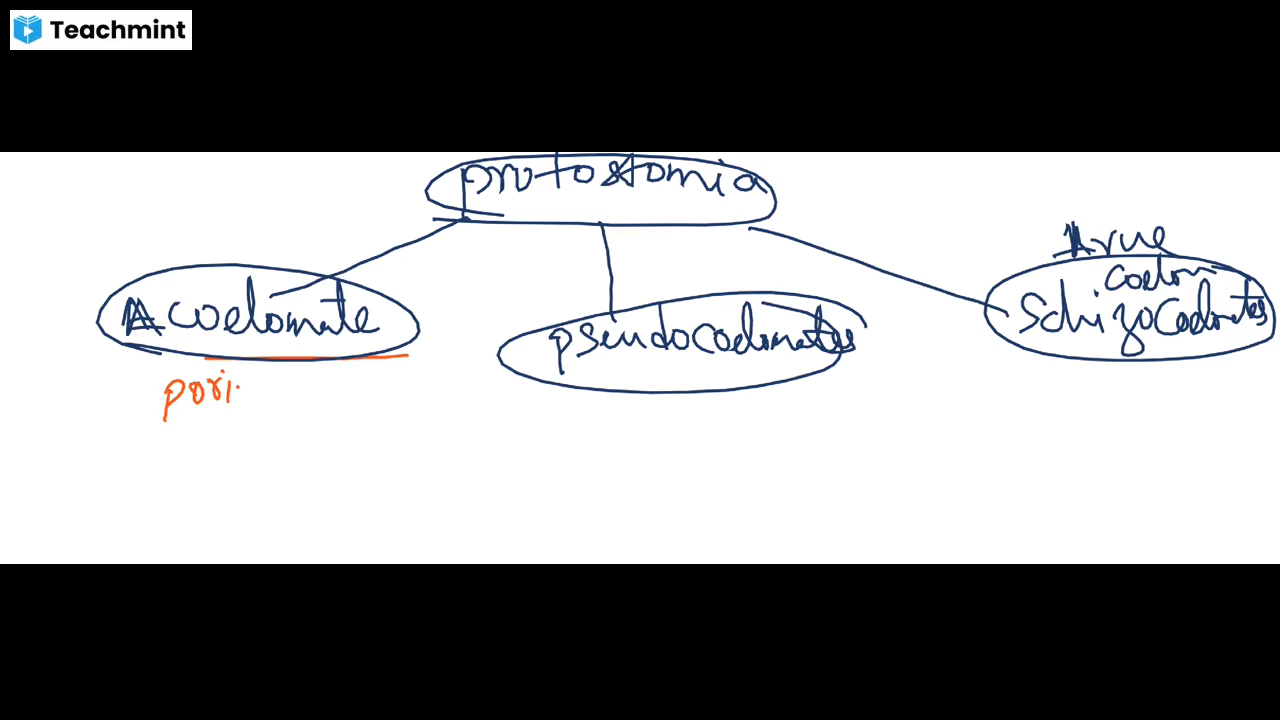 Teachmint
protostomia
True
coelom
Acoelomate
pseudocoelomates
Schizocoelomates
pori